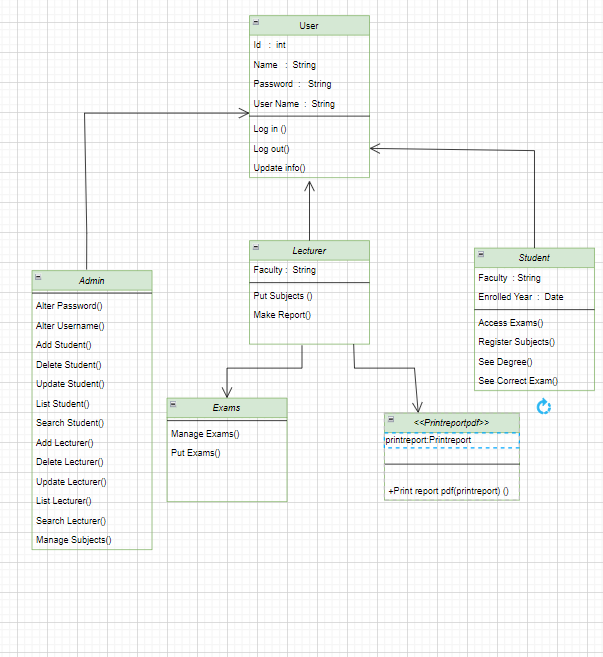 User
Id : int
Name : String
Password : String
User Name : String
Log in ()
Log out()
Update info()
Lecturer
Faculty : String
Put Subjects ()
Make Report()
Student
Faculty : String
Enrolled Year : Date
Access Exams()
Register Subjects()
See Degree()
See Correct Exam()
Admin
Alter Password()
Alter Username()
Add Student()
Delete Student()
Update Student()
List Student()
Search Student()
Add Lecturer()
Delete Lecturer()
Update Lecturer()
List Lecturer()
Search Lecturer()
Manage Subjects()
Exams
Manage Exams()
Put Exams()
<<Printreportpdf>>
printreport:Printreport
+Print report pdf(printreport) ()